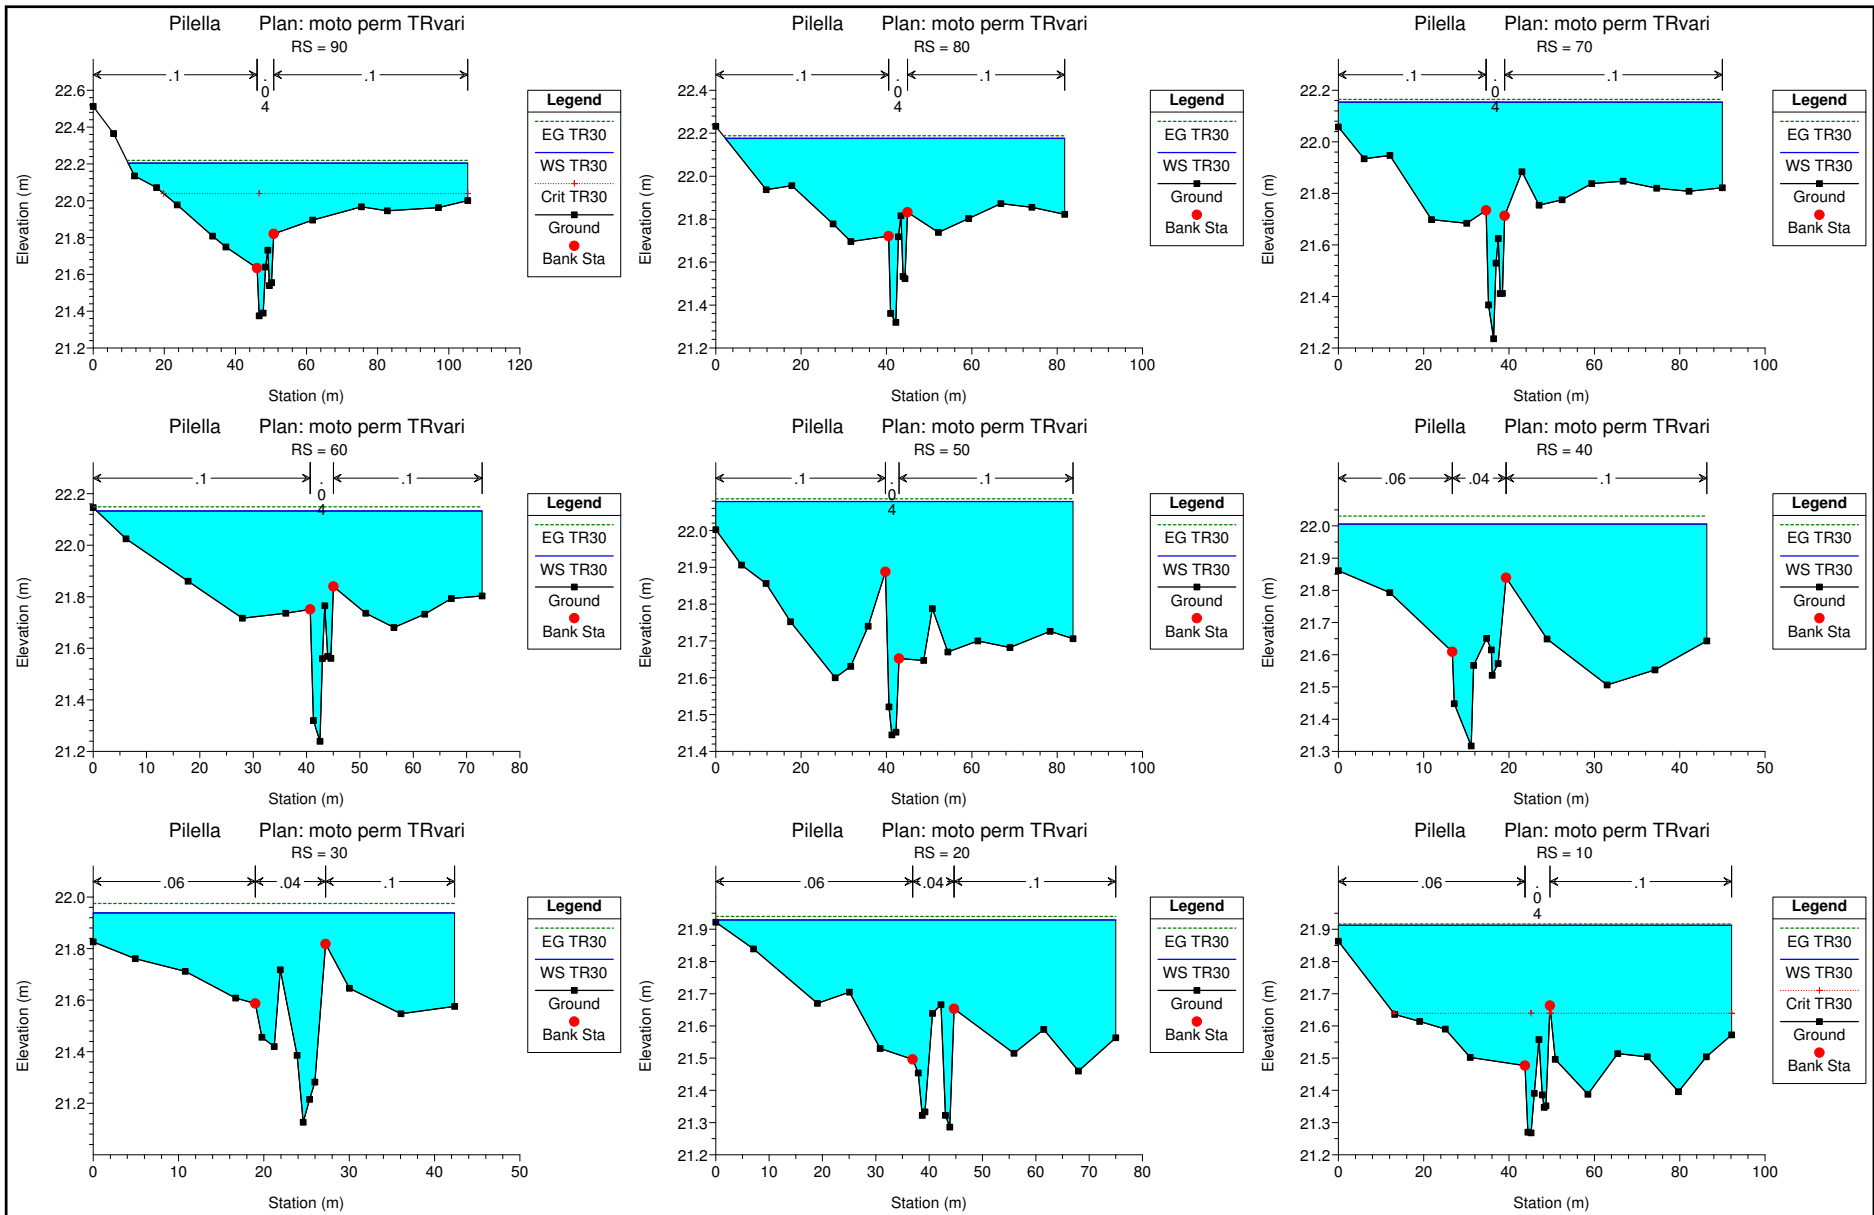 Pilella Plan: moto perm TRvari
RS = 90
.1 .04 .1
22.6
22.4
22.2
22.0
21.8
21.6
21.4
21.2
0 20 40 60 80 100 120
Station (m)
Elevation (m)
Legend
EG TR30
WS TR30
Crit TR30
Ground
Bank Sta
Pilella Plan: moto perm TRvari
RS = 80
.1 .04 .1
22.4
22.2
22.0
21.8
21.6
21.4
21.2
0 20 40 60 80 100
Station (m)
Elevation (m)
Legend
EG TR30
WS TR30
Ground
Bank Sta
Pilella Plan: moto perm TRvari
RS = 70
.1 .04 .1
22.2
22.0
21.8
21.6
21.4
21.2
0 20 40 60 80 100
Station (m)
Elevation (m)
Legend
EG TR30
WS TR30
Ground
Bank Sta
Pilella Plan: moto perm TRvari
RS = 60
.1 .04 .1
22.2
22.0
21.8
21.6
21.4
21.2
0 10 20 30 40 50 60 70 80
Station (m)
Elevation (m)
Legend
EG TR30
WS TR30
Ground
Bank Sta
Pilella Plan: moto perm TRvari
RS = 50
.1 .04 .1
22.0
21.9
21.8
21.7
21.6
21.5
21.4
0 20 40 60 80 100
Station (m)
Elevation (m)
Legend
EG TR30
WS TR30
Ground
Bank Sta
Pilella Plan: moto perm TRvari
RS = 40
.06 .04 .1
22.0
21.9
21.8
21.7
21.6
21.5
21.4
21.3
0 10 20 30 40 50
Station (m)
Elevation (m)
Legend
EG TR30
WS TR30
Ground
Bank Sta
Pilella Plan: moto perm TRvari
RS = 30
.06 .04 .1
22.0
21.8
21.6
21.4
21.2
0 10 20 30 40 50
Station (m)
Elevation (m)
Legend
EG TR30
WS TR30
Ground
Bank Sta
Pilella Plan: moto perm TRvari
RS = 20
.06 .04 .1
21.9
21.8
21.7
21.6
21.5
21.4
21.3
21.2
0 10 20 30 40 50 60 70 80
Station (m)
Elevation (m)
Legend
EG TR30
WS TR30
Ground
Bank Sta
Pilella Plan: moto perm TRvari
RS = 10
.06 .04 .1
21.9
21.8
21.7
21.6
21.5
21.4
21.3
21.2
0 20 40 60 80 100
Station (m)
Elevation (m)
Legend
EG TR30
WS TR30
Crit TR30
Ground
Bank Sta